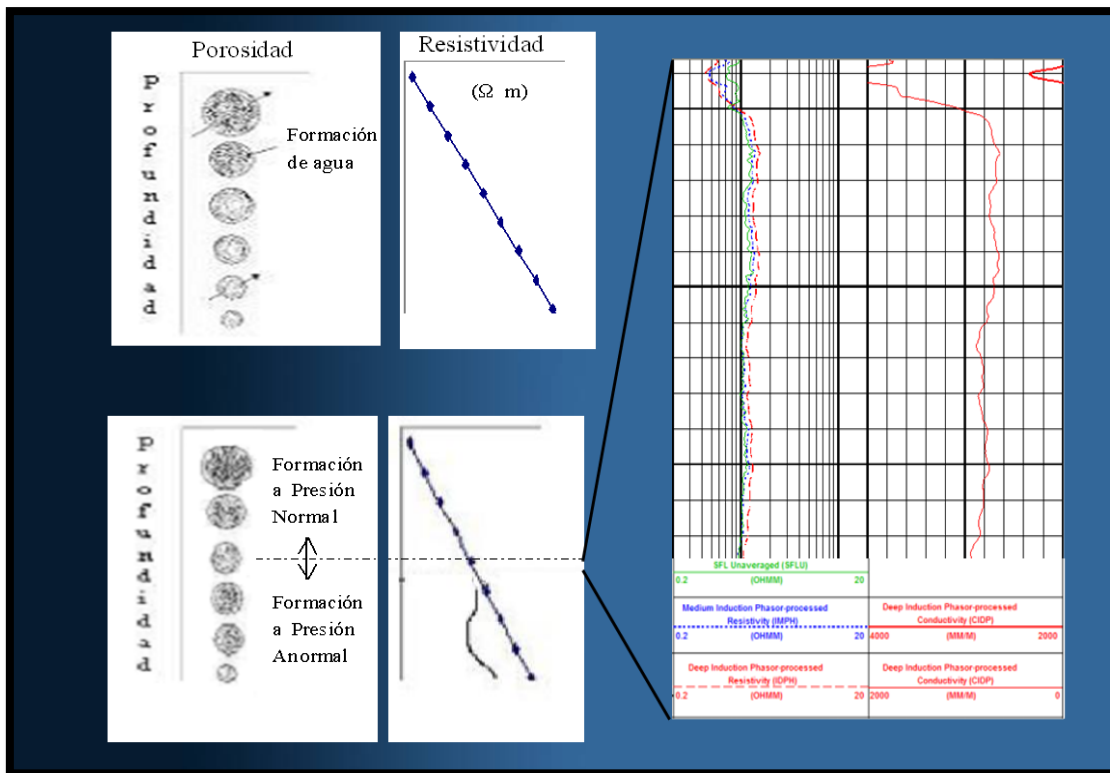 Porosidad
Profundidad
Formación
de agua
Resistividad
(Ω m)
Profundidad
Formación
a Presión
Normal
Formación
a Presión
Anormal
SFL Unaveraged (SFLU)
0.2 (OHMM) 20
Medium Induction Phasor-processed
Resistivity (IMPH)
0.2 (OHMM) 20
Deep Induction Phasor-processed
Conductivity (CIDP)
4000 (MM/M) 2000
Deep Induction Phasor-processed
Resistivity (IDPH)
0.2 (OHMM) 20
Deep Induction Phasor-processed
Conductivity (CIDP)
2000 (MM/M) 0